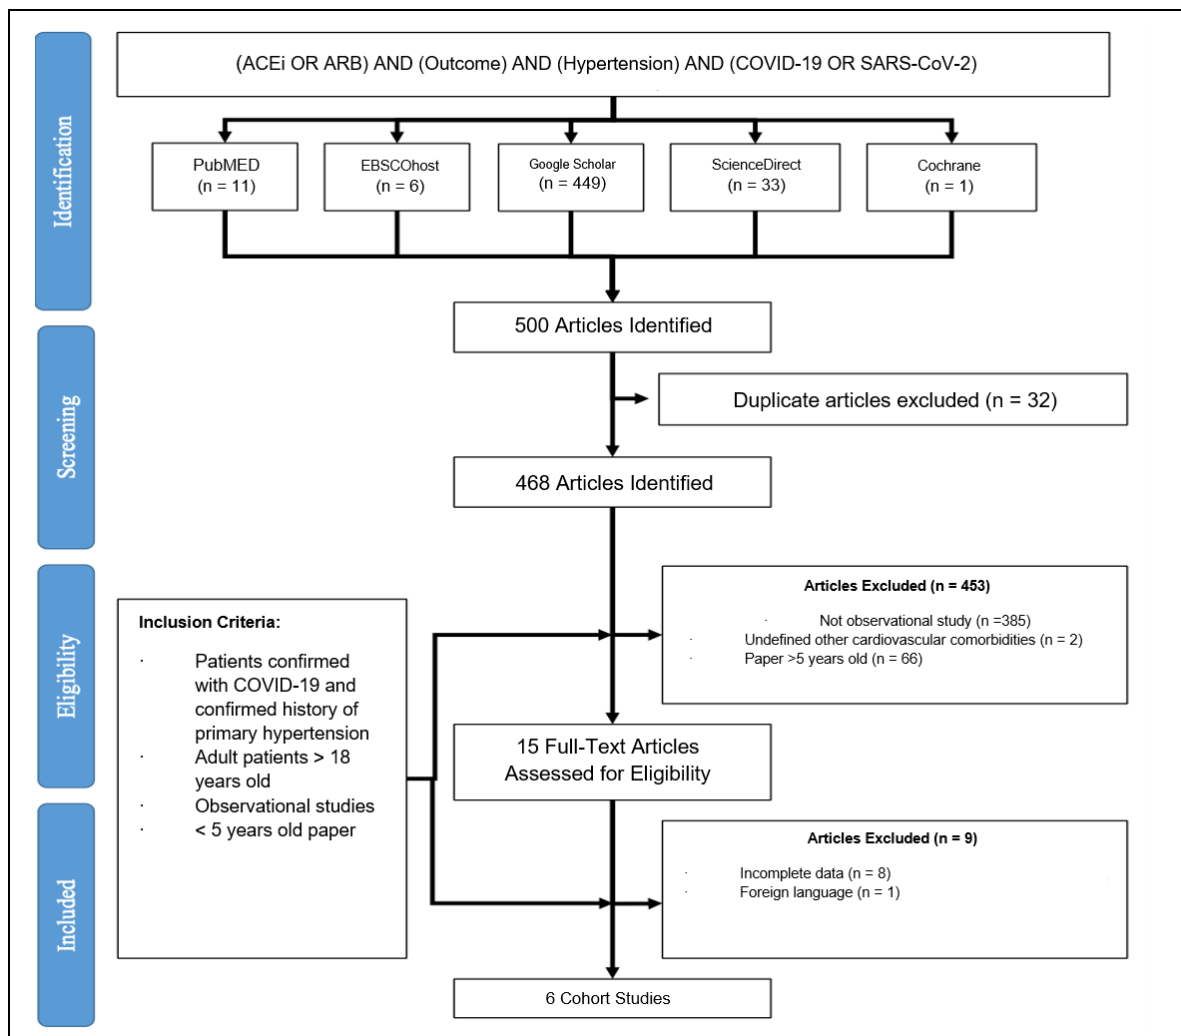 Identification
(ACEi OR ARB) AND (Outcome) AND (Hypertension) AND (COVID-19 OR SARS-CoV-2)
PubMED
(n = 11)
EBSCOhost
(n = 6)
Google Scholar
(n = 449)
ScienceDirect
(n = 33)
Cochrane
(n = 1)
500 Articles Identified
Screening
Duplicate articles excluded (n = 32)
468 Articles Identified
Eligibility
Inclusion Criteria:
· Patients confirmed
with COVID-19 and
confirmed history of
primary hypertension
· Adult patients > 18
years old
· Observational studies
· < 5 years old paper
Articles Excluded (n = 453)
· Not observational study (n =385)
· Undefined other cardiovascular comorbidities (n = 2)
· Paper >5 years old (n = 66)
15 Full-Text Articles
Assessed for Eligibility
Included
Articles Excluded (n = 9)
· Incomplete data (n = 8)
· Foreign language (n = 1)
6 Cohort Studies